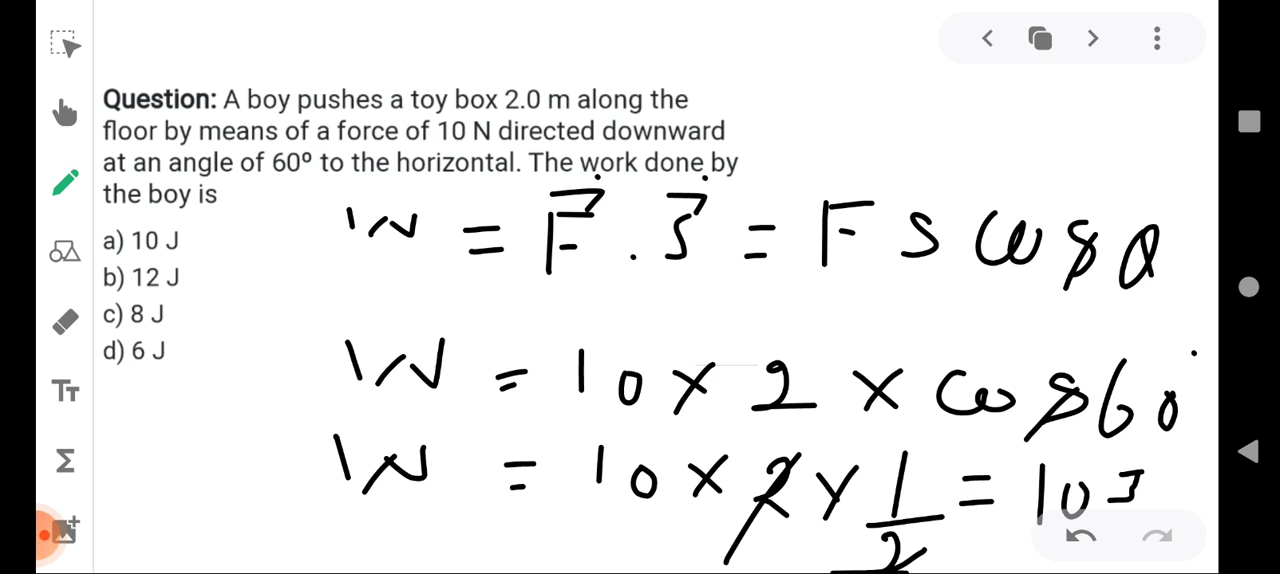 Question: A boy pushes a toy box 2.0 m along the
floor by means of a force of 10 N directed downward
at an angle of 60º to the horizontal. The work done by
the boy is
a) 10 J
b) 12 J
c) 8 J
d) 6 J
W = F⃗ . S⃗ = F S cos θ
W = 10 × 2 × cos 60°
W = 10 × 2 × 1/2 = 10 J
Tт
Σ